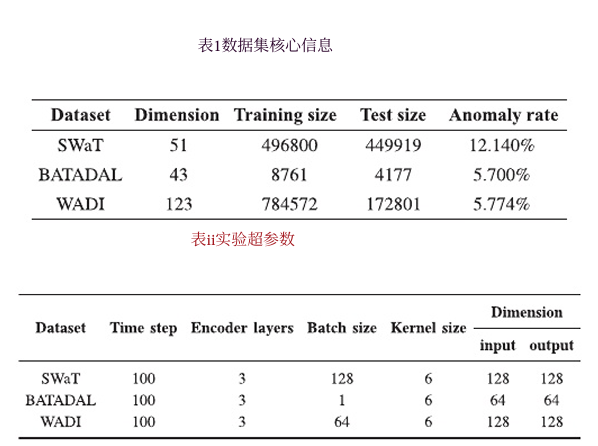 表1数据集核心信息
Dataset Dimension Training size Test size Anomaly rate
SWaT 51 496800 449919 12.140%
BATADAL 43 8761 4177 5.700%
WADI 123 784572 172801 5.774%
表ii实验超参数
Dataset Time step Encoder layers Batch size Kernel size Dimension
input output
SWaT 100 3 128 6 128 128
BATADAL 100 3 1 6 64 64
WADI 100 3 64 6 128 128